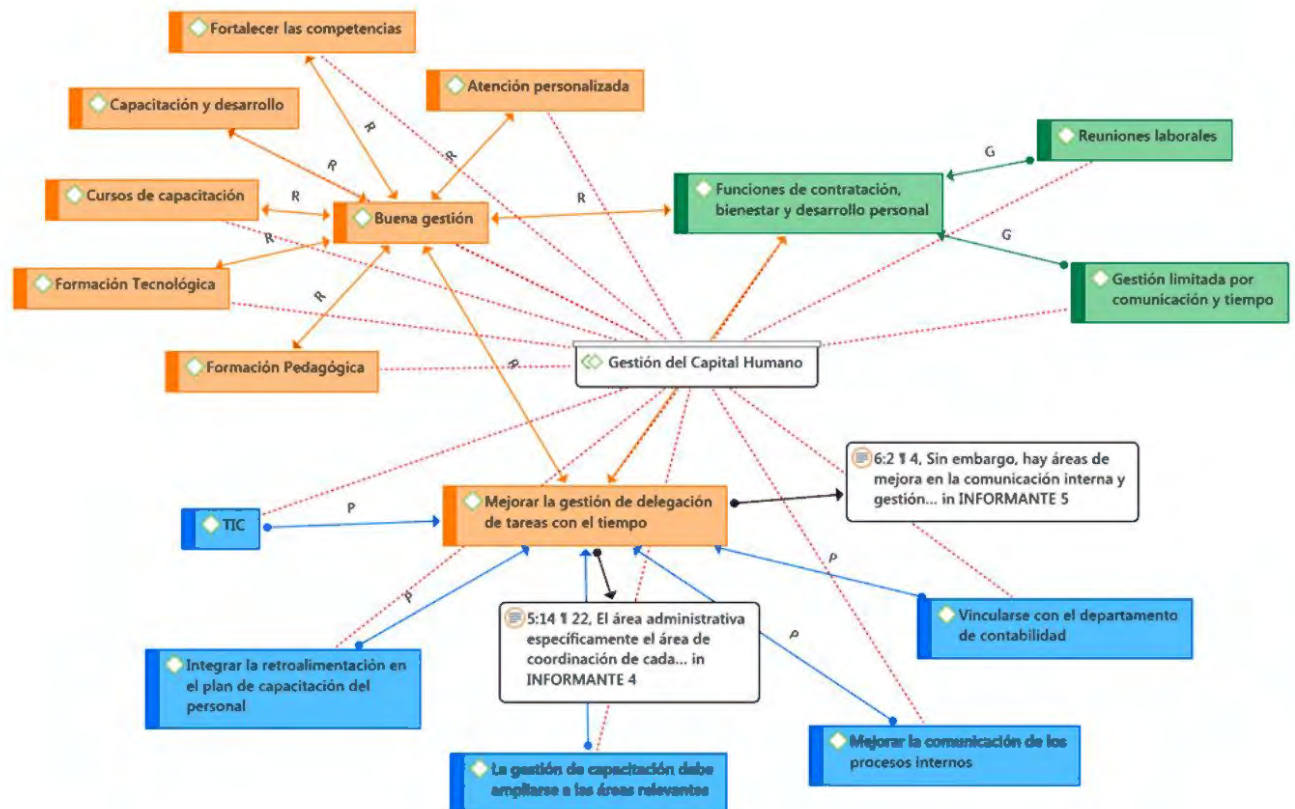 Fortalecer las competencias
Atención personalizada
Capacitación y desarrollo
R
R
R
Reuniones laborales
G
Cursos de capacitación
R
Funciones de contratación,
bienestar y desarrollo personal
R
Buena gestión
R
G
Formación Tecnológica
Gestión limitada por
comunicación y tiempo
R
Formación Pedagógica
R
Gestión del Capital Humano
6:2 ¶ 4, Sin embargo, hay áreas de
mejora en la comunicación interna y
gestión... in INFORMANTE 5
Mejorar la gestión de delegación
de tareas con el tiempo
TIC
P
P
P
5:14 ¶ 22, El área administrativa
específicamente el área de
coordinación de cada... in
INFORMANTE 4
Vincularse con el departamento
de contabilidad
P
Integrar la retroalimentación en
el plan de capacitación del
personal
Mejorar la comunicación de los
procesos internos
La gestión de capacitación debe
ampliarse a las áreas relevantes